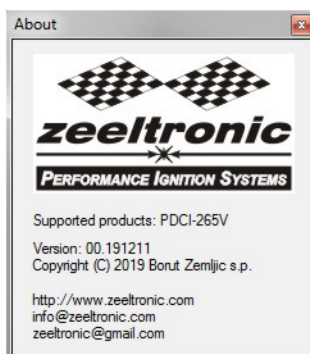 About
x
zeeltronic
PERFORMANCE IGNITION SYSTEMS
Supported products: PDCI-265V
Version: 00.191211
Copyright (C) 2019 Borut Zemljic s.p.
http://www.zeeltronic.com
info@zeeltronic.com
zeeltronic@gmail.com